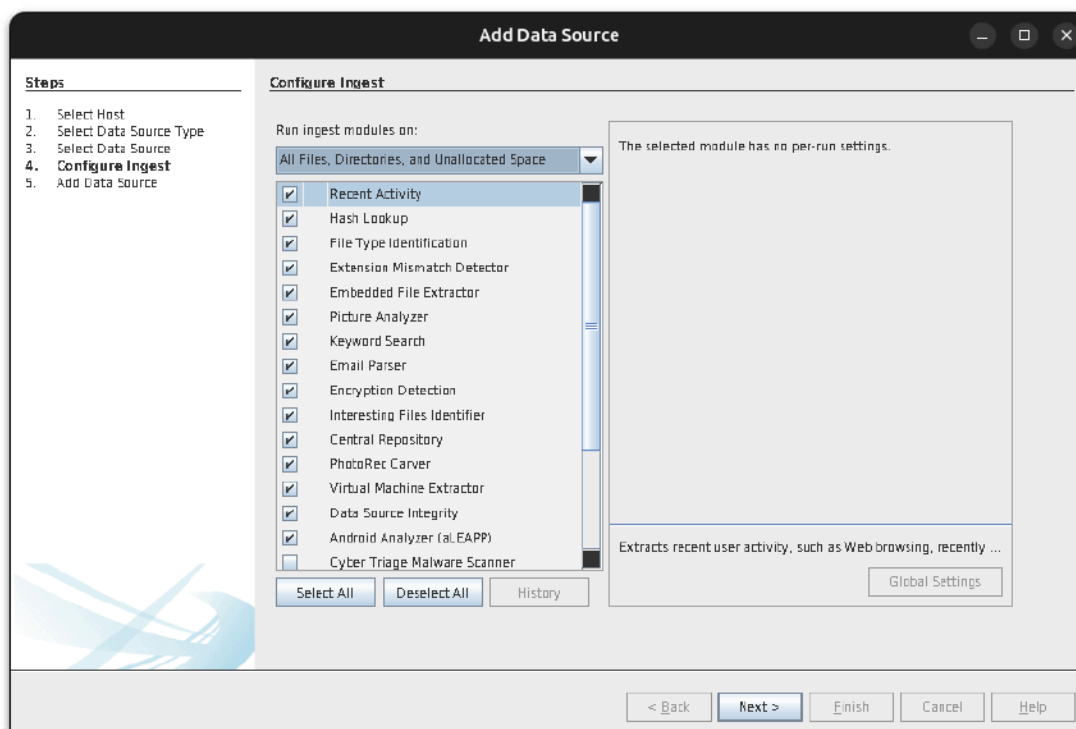 Add Data Source
Steps
1. Select Host
2. Select Data Source Type
3. Select Data Source
4. Configure Ingest
5. Add Data Source
Configure Ingest
Run ingest modules on:
All Files, Directories, and Unallocated Space
Recent Activity
Hash Lookup
File Type Identification
Extension Mismatch Detector
Embedded File Extractor
Picture Analyzer
Keyword Search
Email Parser
Encryption Detection
Interesting Files Identifier
Central Repository
PhotoRec Carver
Virtual Machine Extractor
Data Source Integrity
Android Analyzer (aLEAPP)
Cyber Triage Malware Scanner
Select All Deselect All History
The selected module has no per-run settings.
Extracts recent user activity, such as Web browsing, recently ...
Global Settings
< Back Next > Finish Cancel Help